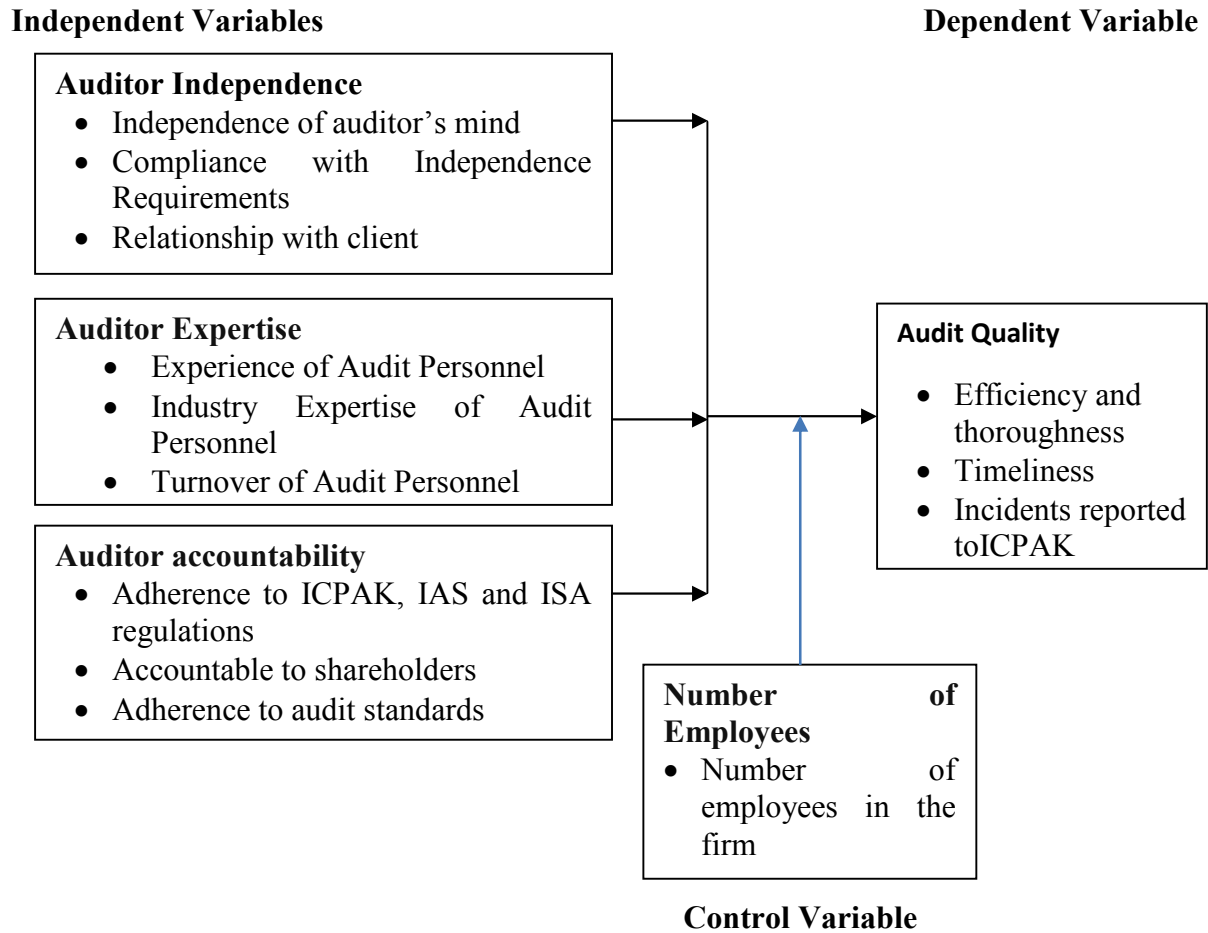 Independent Variables
Dependent Variable
Auditor Independence
• Independence of auditor's mind
• Compliance with Independence
Requirements
• Relationship with client
Auditor Expertise
• Experience of Audit Personnel
• Industry Expertise of Audit
Personnel
• Turnover of Audit Personnel
Auditor accountability
• Adherence to ICPAK, IAS and ISA
regulations
• Accountable to shareholders
• Adherence to audit standards
Audit Quality
• Efficiency and
thoroughness
• Timeliness
• Incidents reported
toICPAK
Number of
Employees
• Number of
employees in the
firm
Control Variable